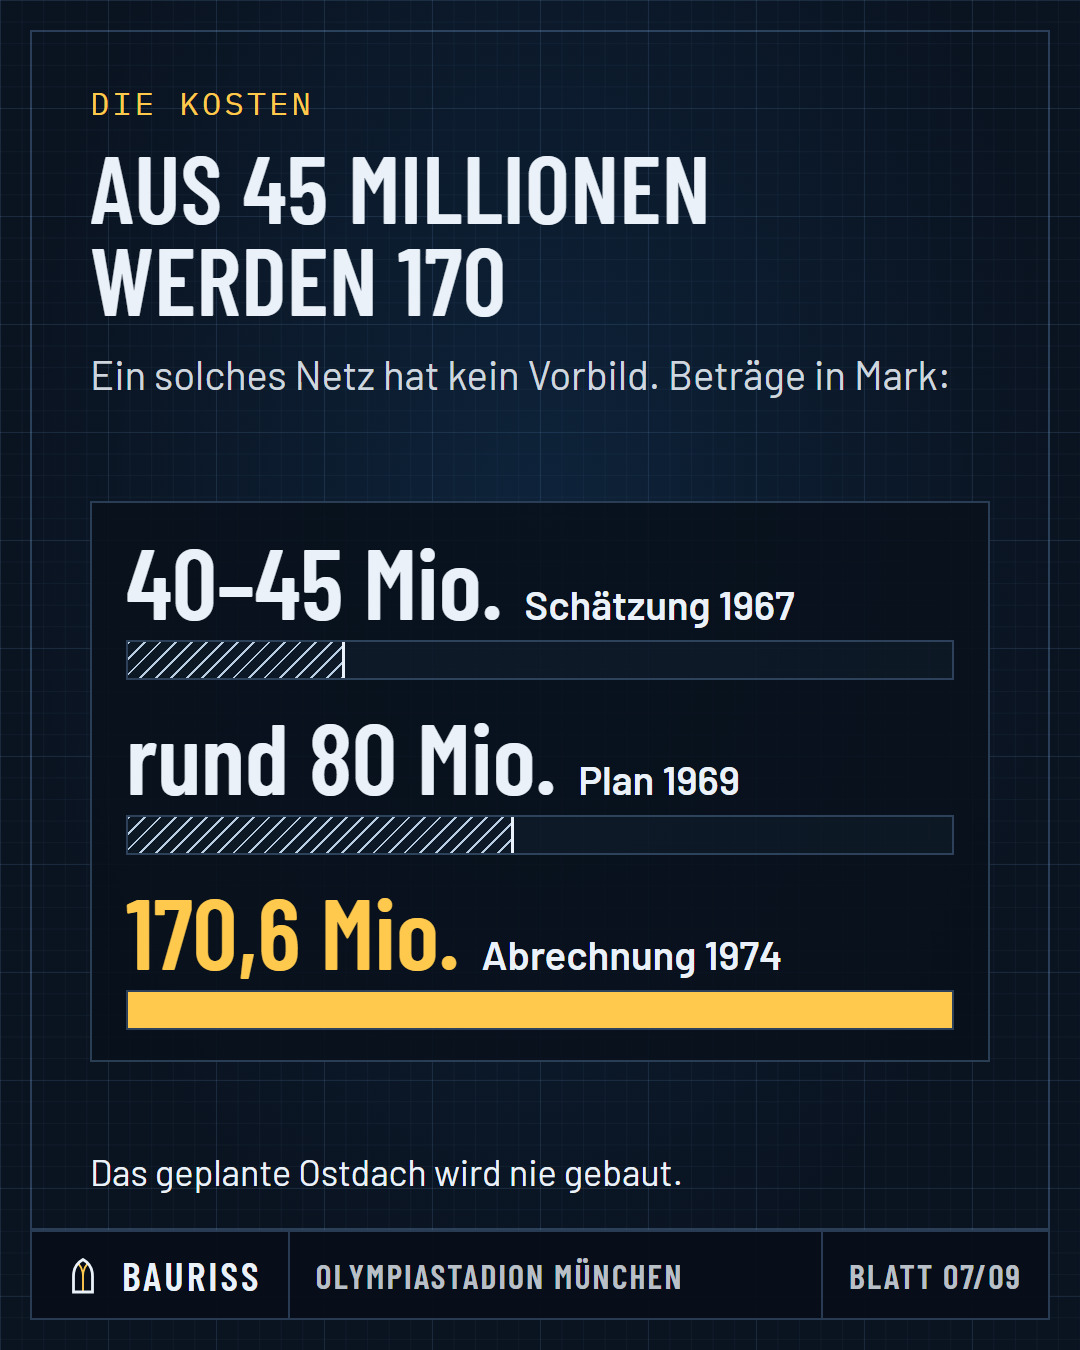 DIE KOSTEN
AUS 45 MILLIONEN
WERDEN 170
Ein solches Netz hat kein Vorbild. Beträge in Mark:
40–45 Mio. Schätzung 1967
rund 80 Mio. Plan 1969
170,6 Mio. Abrechnung 1974
Das geplante Ostdach wird nie gebaut.
BAURISS OLYMPIASTADION MÜNCHEN BLATT 07/09